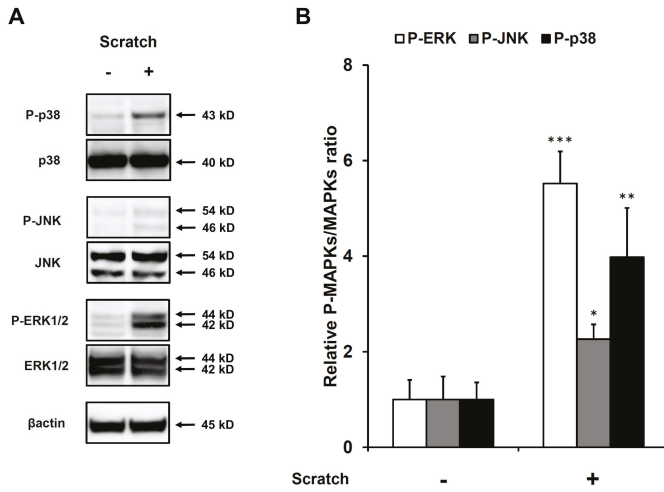 A
Scratch
- +
P-p38
43 kD
p38
40 kD
P-JNK
54 kD
46 kD
JNK
54 kD
46 kD
P-ERK1/2
44 kD
42 kD
ERK1/2
44 kD
42 kD
βactin
45 kD
B
P-ERK P-JNK P-p38
Relative P-MAPKs/MAPKs ratio
8
6
4
2
0
***
*
**
Scratch - +